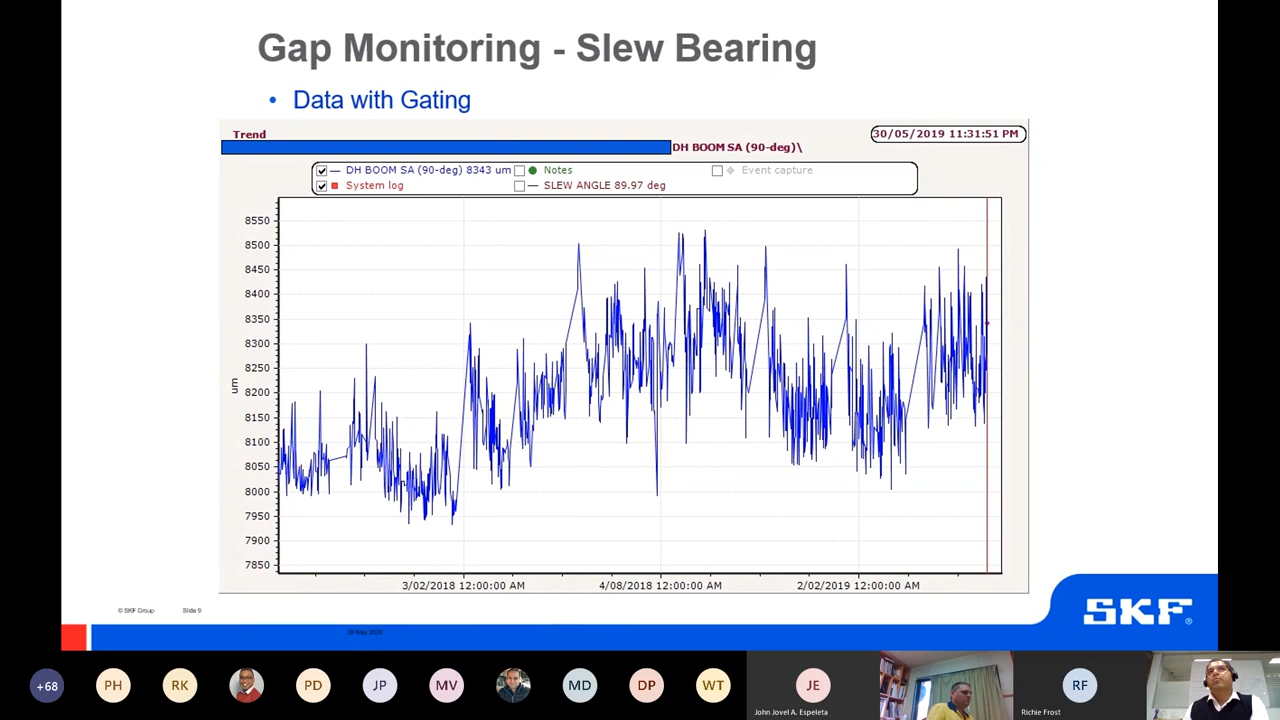 Gap Monitoring - Slew Bearing
• Data with Gating
Trend
30/05/2019 11:31:51 PM
DH BOOM SA (90-deg)\
DH BOOM SA (90-deg) 8343 um
Notes
Event capture
System log
SLEW ANGLE 89.97 deg
8550
8500
8450
8400
8350
8300
8250
8200
8150
8100
8050
8000
7950
7900
7850
um
3/02/2018 12:00:00 AM
4/08/2018 12:00:00 AM
2/02/2019 12:00:00 AM
© SKF Group
Slide 9
SKF®
+68
PH
RK
PD
JP
MV
MD
DP
WT
JE
RF
John Jovel A. Espeleta
Richie Frost